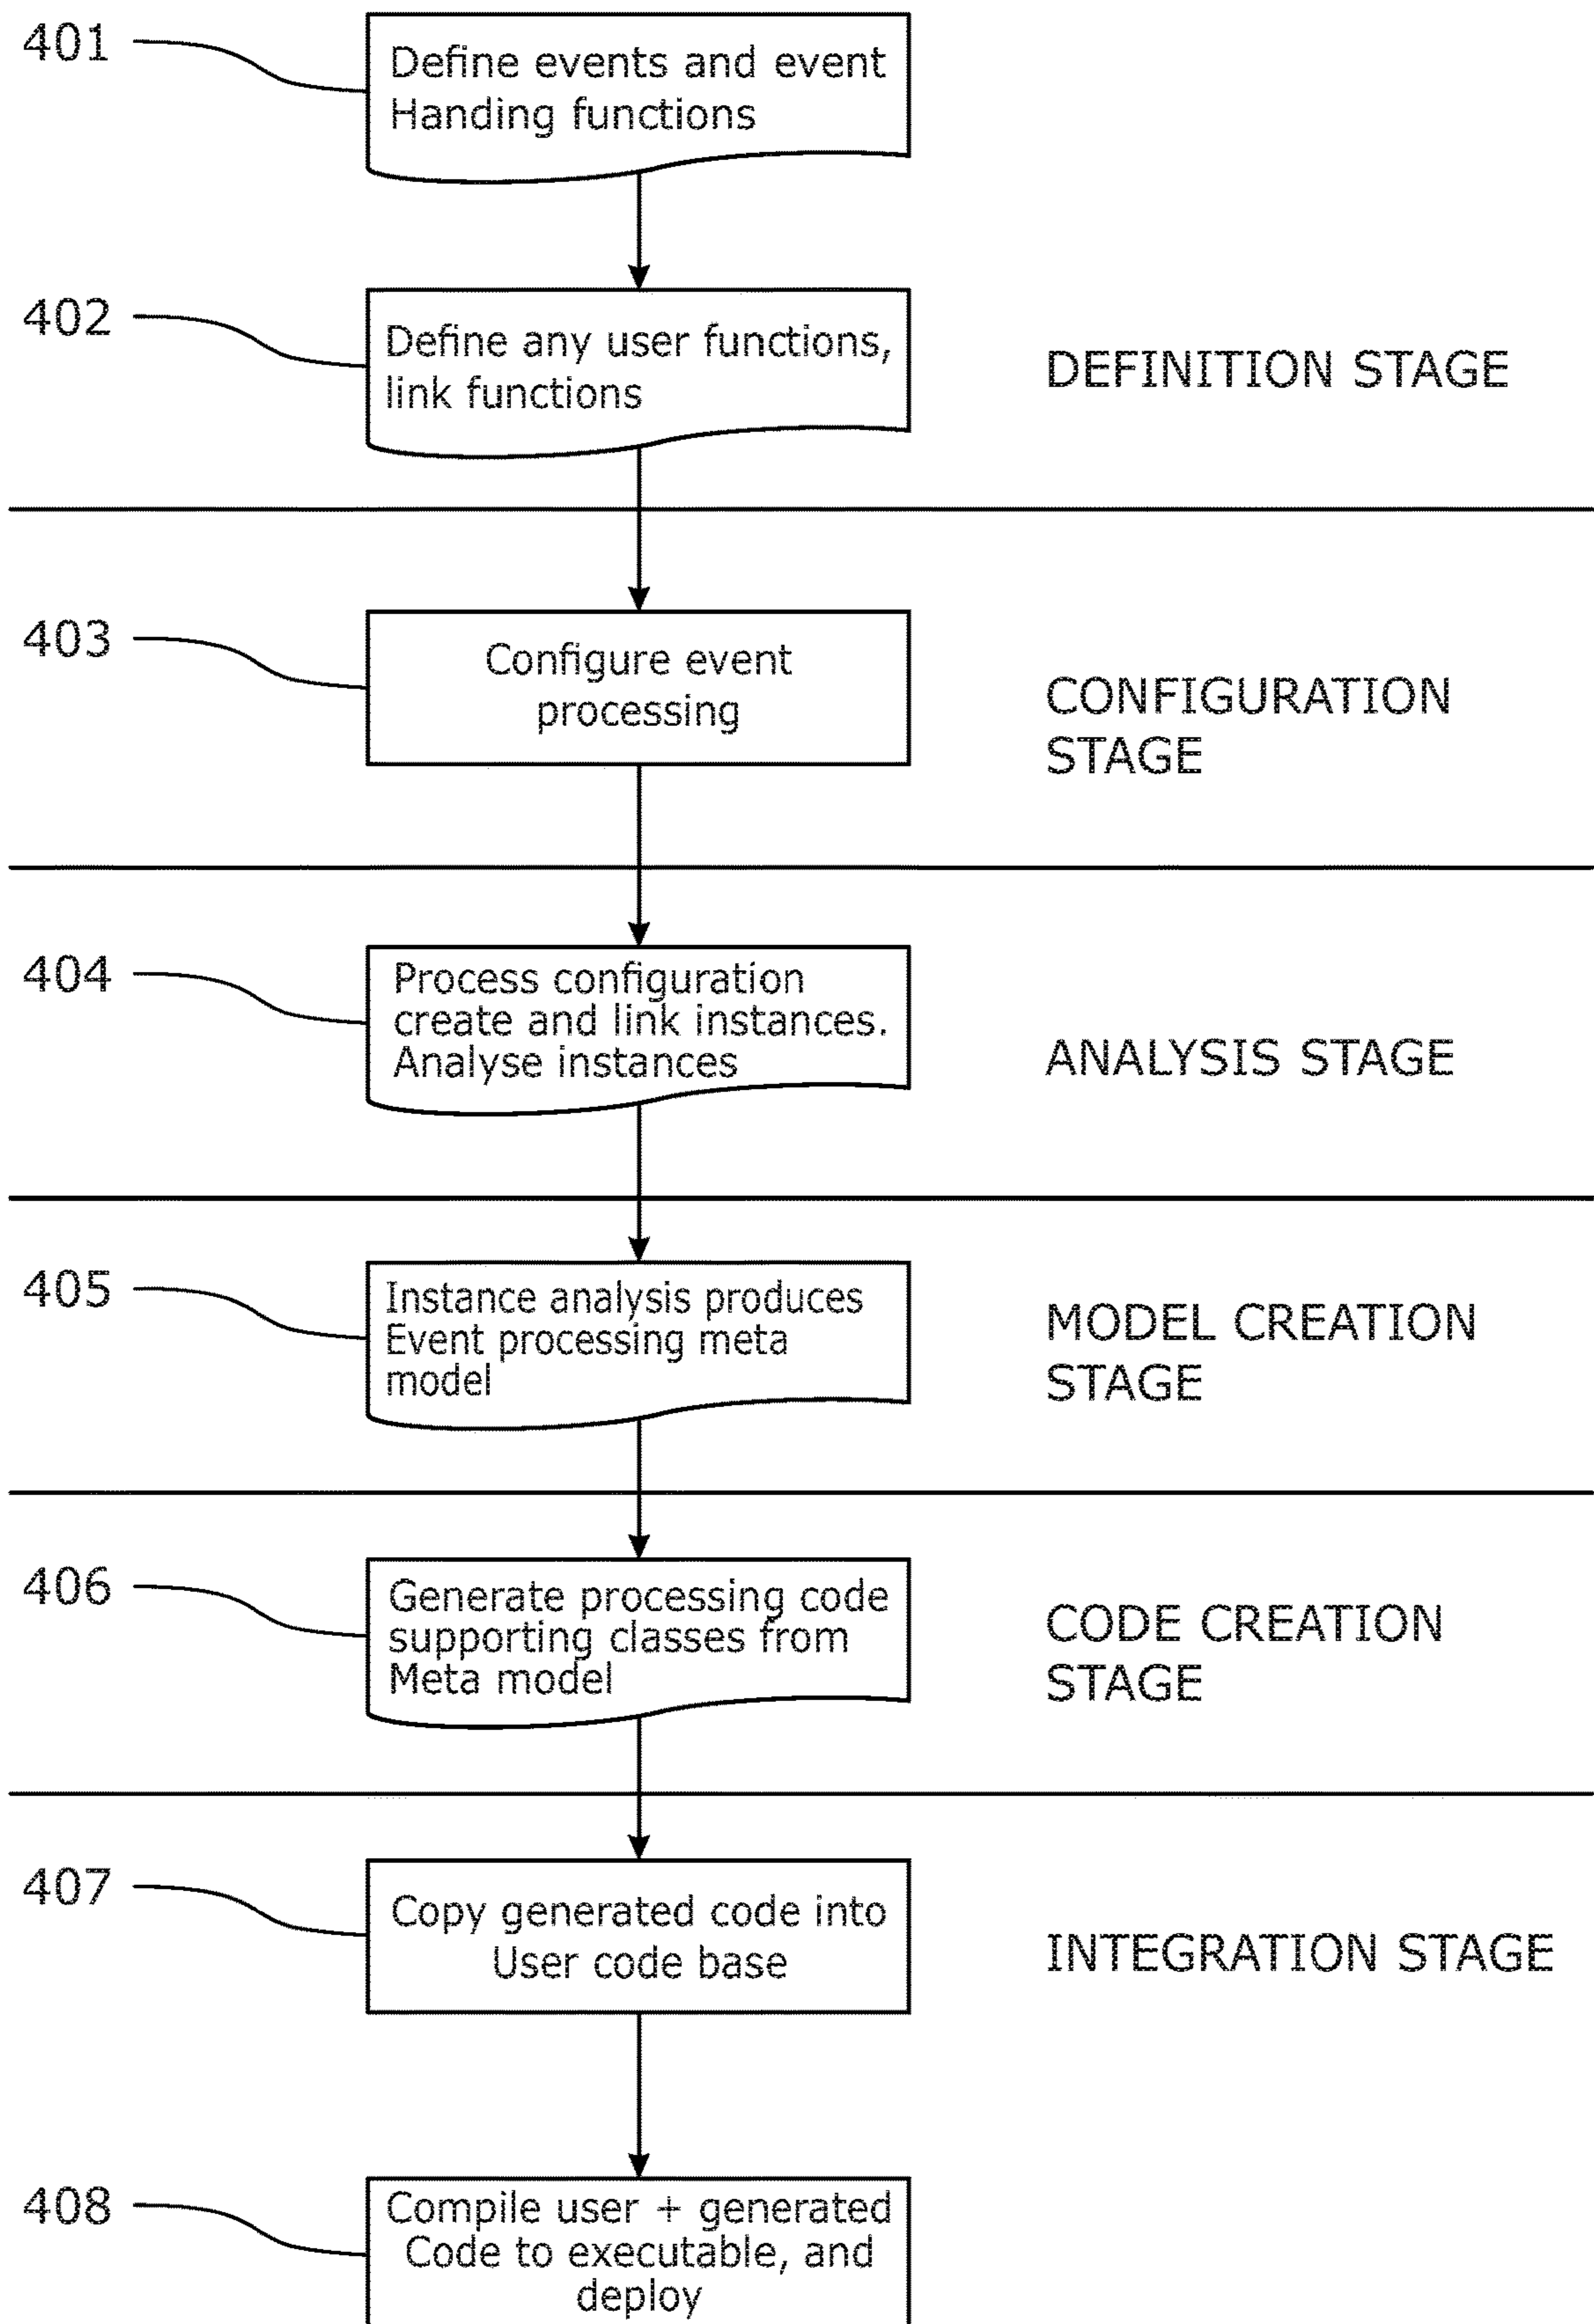 401
Define events and event
Handing functions
402
Define any user functions,
link functions
DEFINITION STAGE
403
Configure event
processing
CONFIGURATION
STAGE
404
Process configuration
create and link instances.
Analyse instances
ANALYSIS STAGE
405
Instance analysis produces
Event processing meta
model
MODEL CREATION
STAGE
406
Generate processing code
supporting classes from
Meta model
CODE CREATION
STAGE
407
Copy generated code into
User code base
INTEGRATION STAGE
408
Compile user + generated
Code to executable, and
deploy